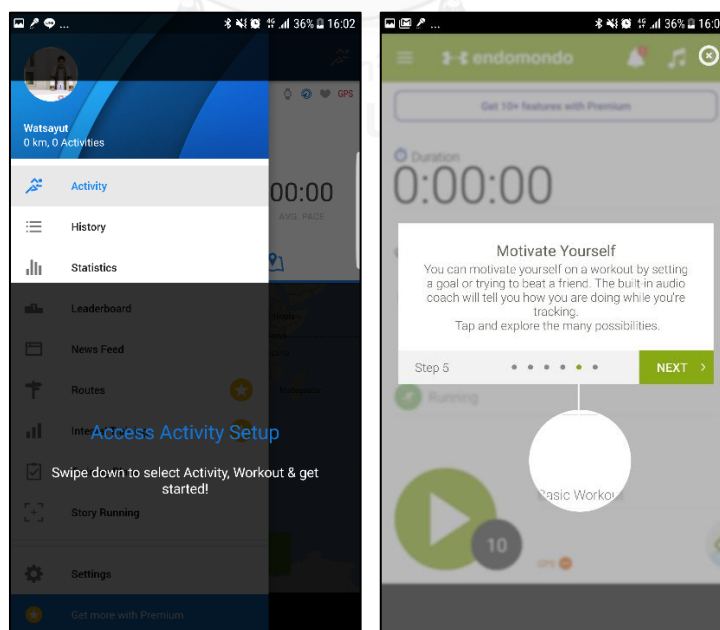 ... 36% 16:02
Watsayut
0 km, 0 Activities
GPS
Activity
00:00
AVG. PACE
History
Statistics
Leaderboard
News Feed
Routes
Access Activity Setup
Swipe down to select Activity, Workout & get
started!
Story Running
Settings
Get more with Premium
... 36% 16:0
endomondo
Get 10+ features with Premium
Duration
0:00:00
Motivate Yourself
You can motivate yourself on a workout by setting
a goal or trying to beat a friend. The built-in audio
coach will tell you how you are doing while you're
tracking.
Tap and explore the many possibilities.
Step 5
NEXT
Running
Basic Workout
10
GPS